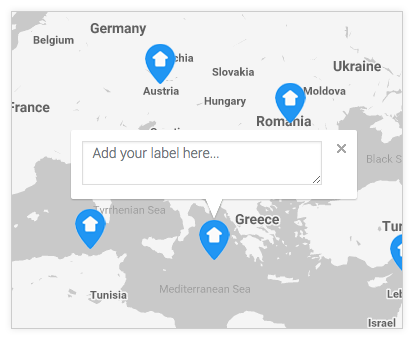 Germany
Belgium
chia
Slovakia
Ukraine
Austria
Moldova
Hungary
France
Romania
Add your label here...
Black S
Tyrrhenian Sea
Greece
Tur
Mediterranean Sea
Tunisia
Leb
Israel